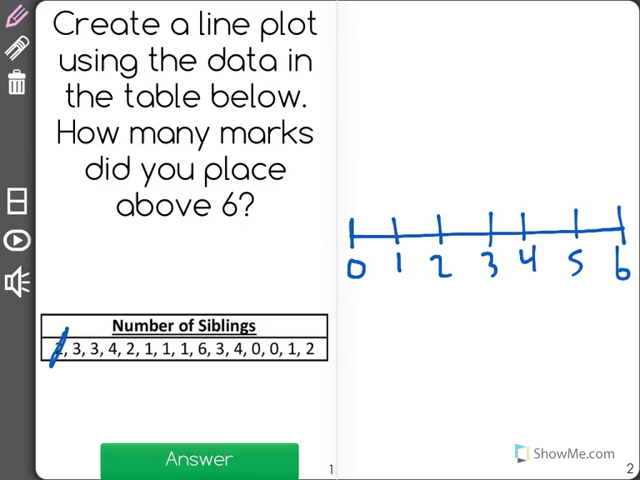 Create a line plot
using the data in
the table below.
How many marks
did you place
above 6?
Number of Siblings
2, 3, 3, 4, 2, 1, 1, 1, 6, 3, 4, 0, 0, 1, 2
Answer
1
0 1 2 3 4 5 6
ShowMe.com
2